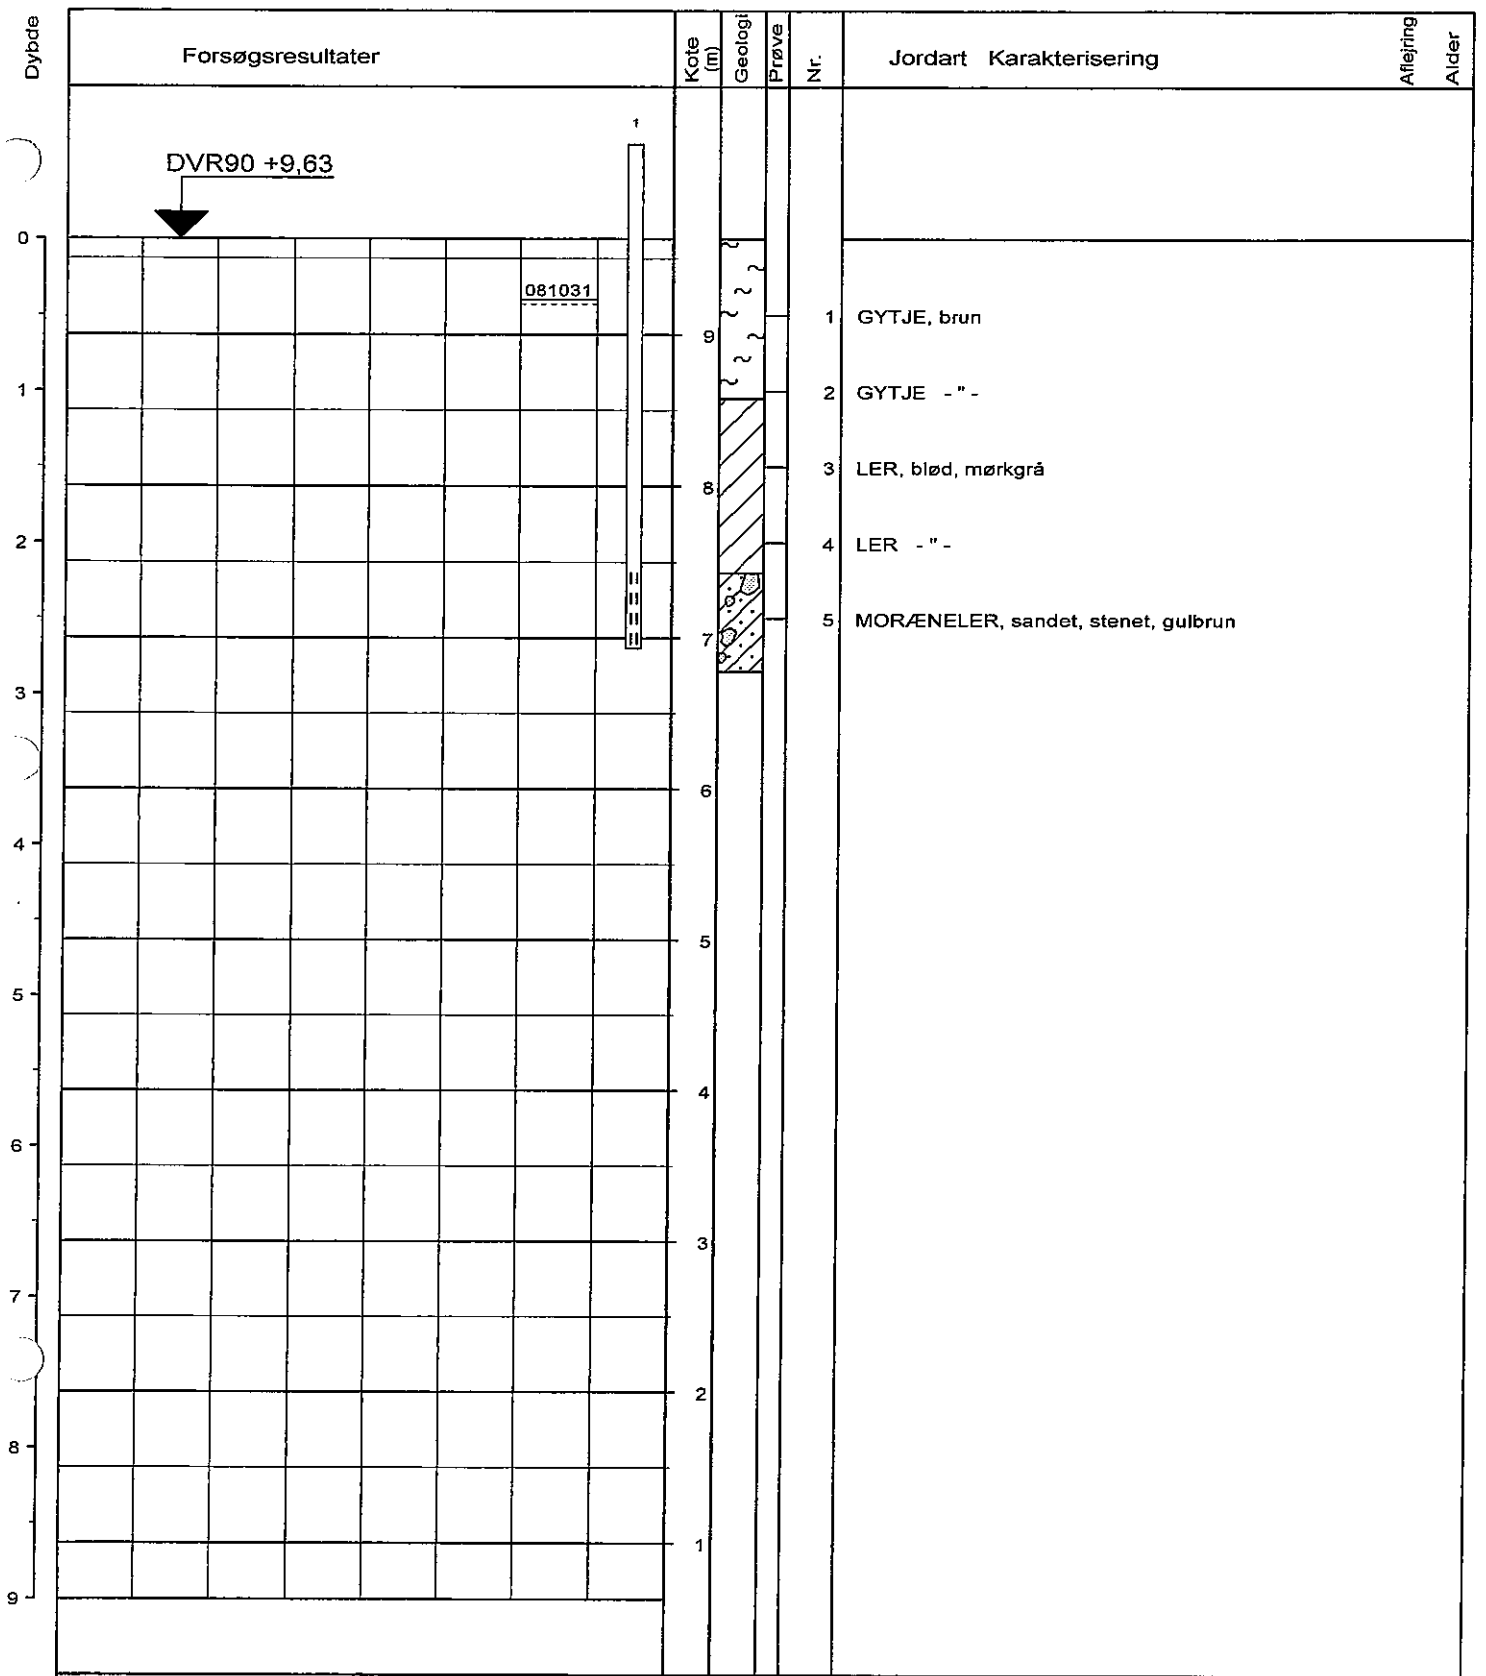 Dybde
Forsøgsresultater
Kote (m)
Geologi
Prøve
Nr.
Jordart Karakterisering
Aflejring
Alder
1
DVR90 +9,63
0
081031
1 GYTJE, brun
9
1
2 GYTJE - " -
3 LER, blød, mørkgrå
8
2
4 LER - " -
5 MORÆNELER, sandet, stenet, gulbrun
7
3
6
4
5
5
4
6
3
7
2
8
1
9